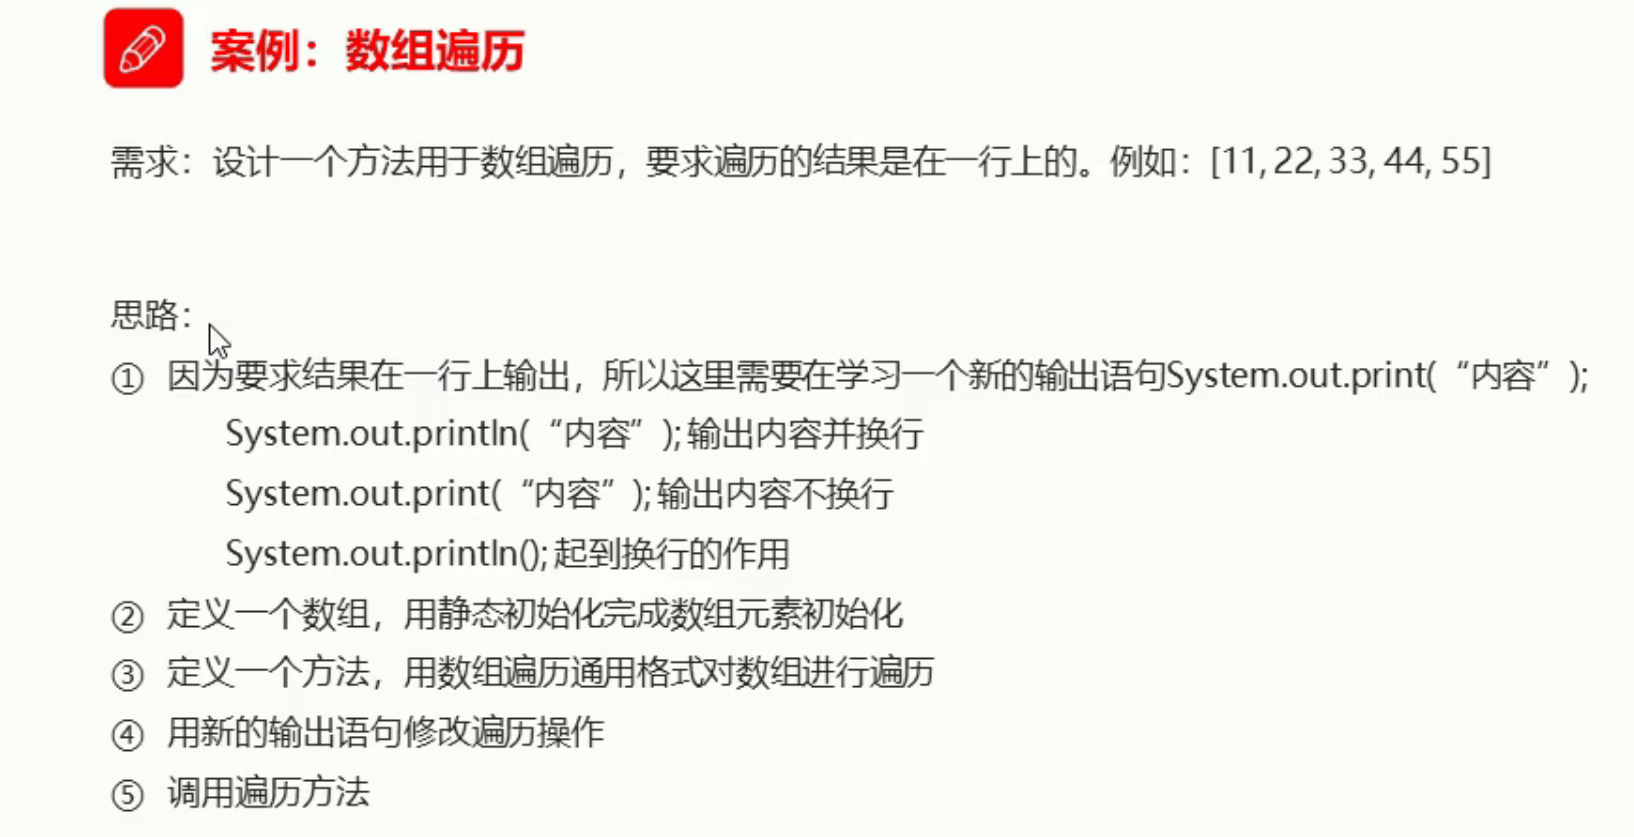 案例：数组遍历
需求：设计一个方法用于数组遍历，要求遍历的结果是在一行上的。例如：[11, 22, 33, 44, 55]
思路：
① 因为要求结果在一行上输出，所以这里需要在学习一个新的输出语句System.out.print(“内容”);
System.out.println(“内容”); 输出内容并换行
System.out.print(“内容”); 输出内容不换行
System.out.println(); 起到换行的作用
② 定义一个数组，用静态初始化完成数组元素初始化
③ 定义一个方法，用数组遍历通用格式对数组进行遍历
④ 用新的输出语句修改遍历操作
⑤ 调用遍历方法